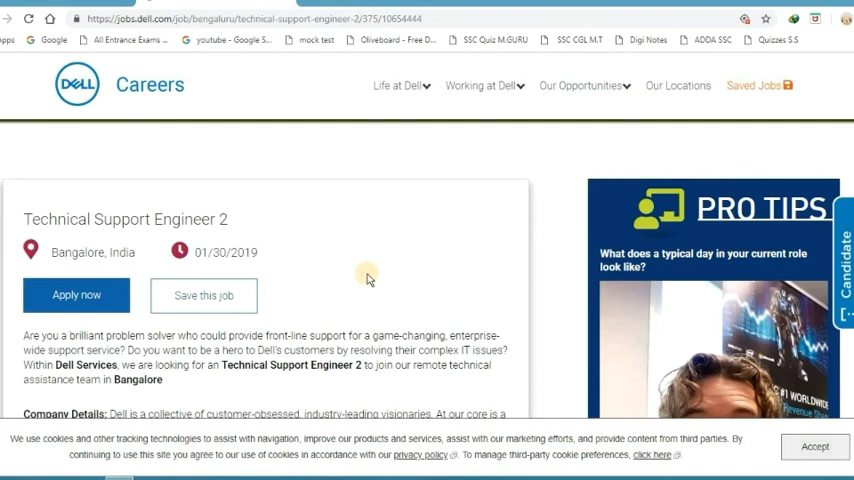 https://jobs.dell.com/job/bengaluru/technical-support-engineer-2/375/10654444
Google
All Entrance Exams ...
youtube - Google S...
mock test
Oliveboard - Free D...
SSC Quiz M.GURU
SSC CGL M.T
Digi Notes
ADDA SSC
Quizzes S.S
DELL
Careers
Life at Dell
Working at Dell
Our Opportunities
Our Locations
Saved Jobs
Technical Support Engineer 2
Bangalore, India
01/30/2019
Apply now
Save this job
Are you a brilliant problem solver who could provide front-line support for a game-changing, enterprise-
wide support service? Do you want to be a hero to Dell's customers by resolving their complex IT issues?
Within Dell Services, we are looking for an Technical Support Engineer 2 to join our remote technical
assistance team in Bangalore
Company Details: Dell is a collective of customer-obsessed, industry-leading visionaries. At our core is a
PRO TIPS
What does a typical day in your current role
look like?
#1 WORLDWIDE
Candidate
We use cookies and other tracking technologies to assist with navigation, improve our products and services, assist with our marketing efforts, and provide content from third parties. By
continuing to use this site you agree to our use of cookies in accordance with our privacy policy. To manage third-party cookie preferences, click here.
Accept